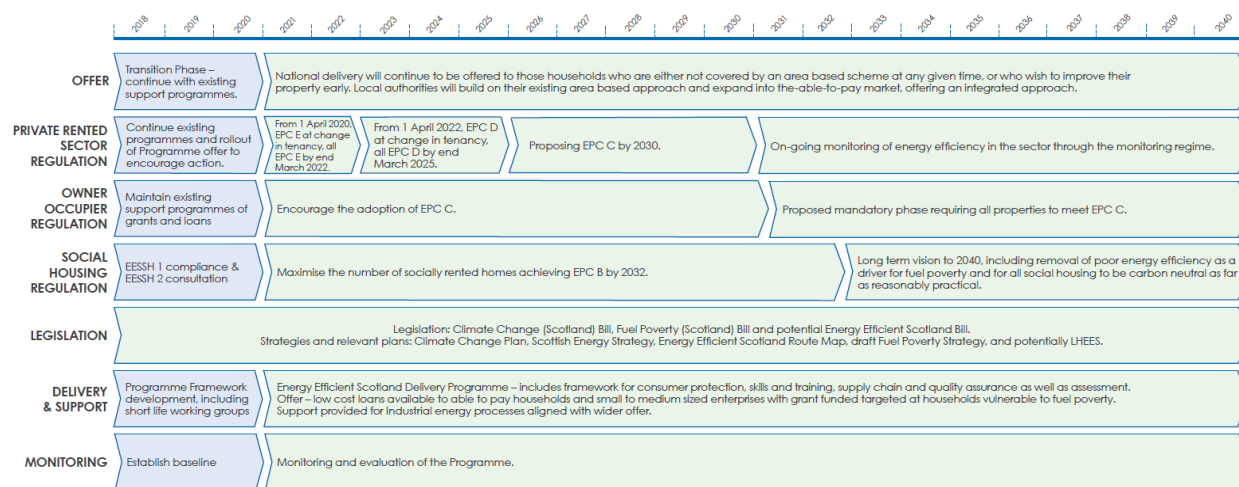 2018 2019 2020 2021 2022 2023 2024 2025 2026 2027 2028 2029 2030 2031 2032 2033 2034 2035 2036 2037 2038 2039 2040
OFFER
Transition Phase –
continue with existing
support programmes.
National delivery will continue to be offered to those households who are either not covered by an area based scheme at any given time, or who wish to improve their
property early. Local authorities will build on their existing area based approach and expand into the-able-to-pay market, offering an integrated approach.
PRIVATE RENTED
SECTOR
REGULATION
Continue existing
programmes and rollout
of Programme offer to
encourage action.
From 1 April 2020,
EPC E at change
in tenancy, all
EPC E by end
March 2022.
From 1 April 2022, EPC D
at change in tenancy,
all EPC D by end
March 2025.
Proposing EPC C by 2030.
On-going monitoring of energy efficiency in the sector through the monitoring regime.
OWNER
OCCUPIER
REGULATION
Maintain existing
support programmes of
grants and loans
Encourage the adoption of EPC C.
Proposed mandatory phase requiring all properties to meet EPC C.
SOCIAL
HOUSING
REGULATION
EESSH 1 compliance &
EESSH 2 consultation
Maximise the number of socially rented homes achieving EPC B by 2032.
Long term vision to 2040, including removal of poor energy efficiency as a
driver for fuel poverty and for all social housing to be carbon neutral as far
as reasonably practical.
LEGISLATION
Legislation: Climate Change (Scotland) Bill, Fuel Poverty (Scotland) Bill and potential Energy Efficient Scotland Bill.
Strategies and relevant plans: Climate Change Plan, Scottish Energy Strategy, Energy Efficient Scotland Route Map, draft Fuel Poverty Strategy, and potentially LHEES.
DELIVERY
& SUPPORT
Programme Framework
development, including
short life working groups
Energy Efficient Scotland Delivery Programme – includes framework for consumer protection, skills and training, supply chain and quality assurance as well as assessment.
Offer – low cost loans available to able to pay households and small to medium sized enterprises with grant funded targeted at households vulnerable to fuel poverty.
Support provided for Industrial energy processes aligned with wider offer.
MONITORING
Establish baseline
Monitoring and evaluation of the Programme.